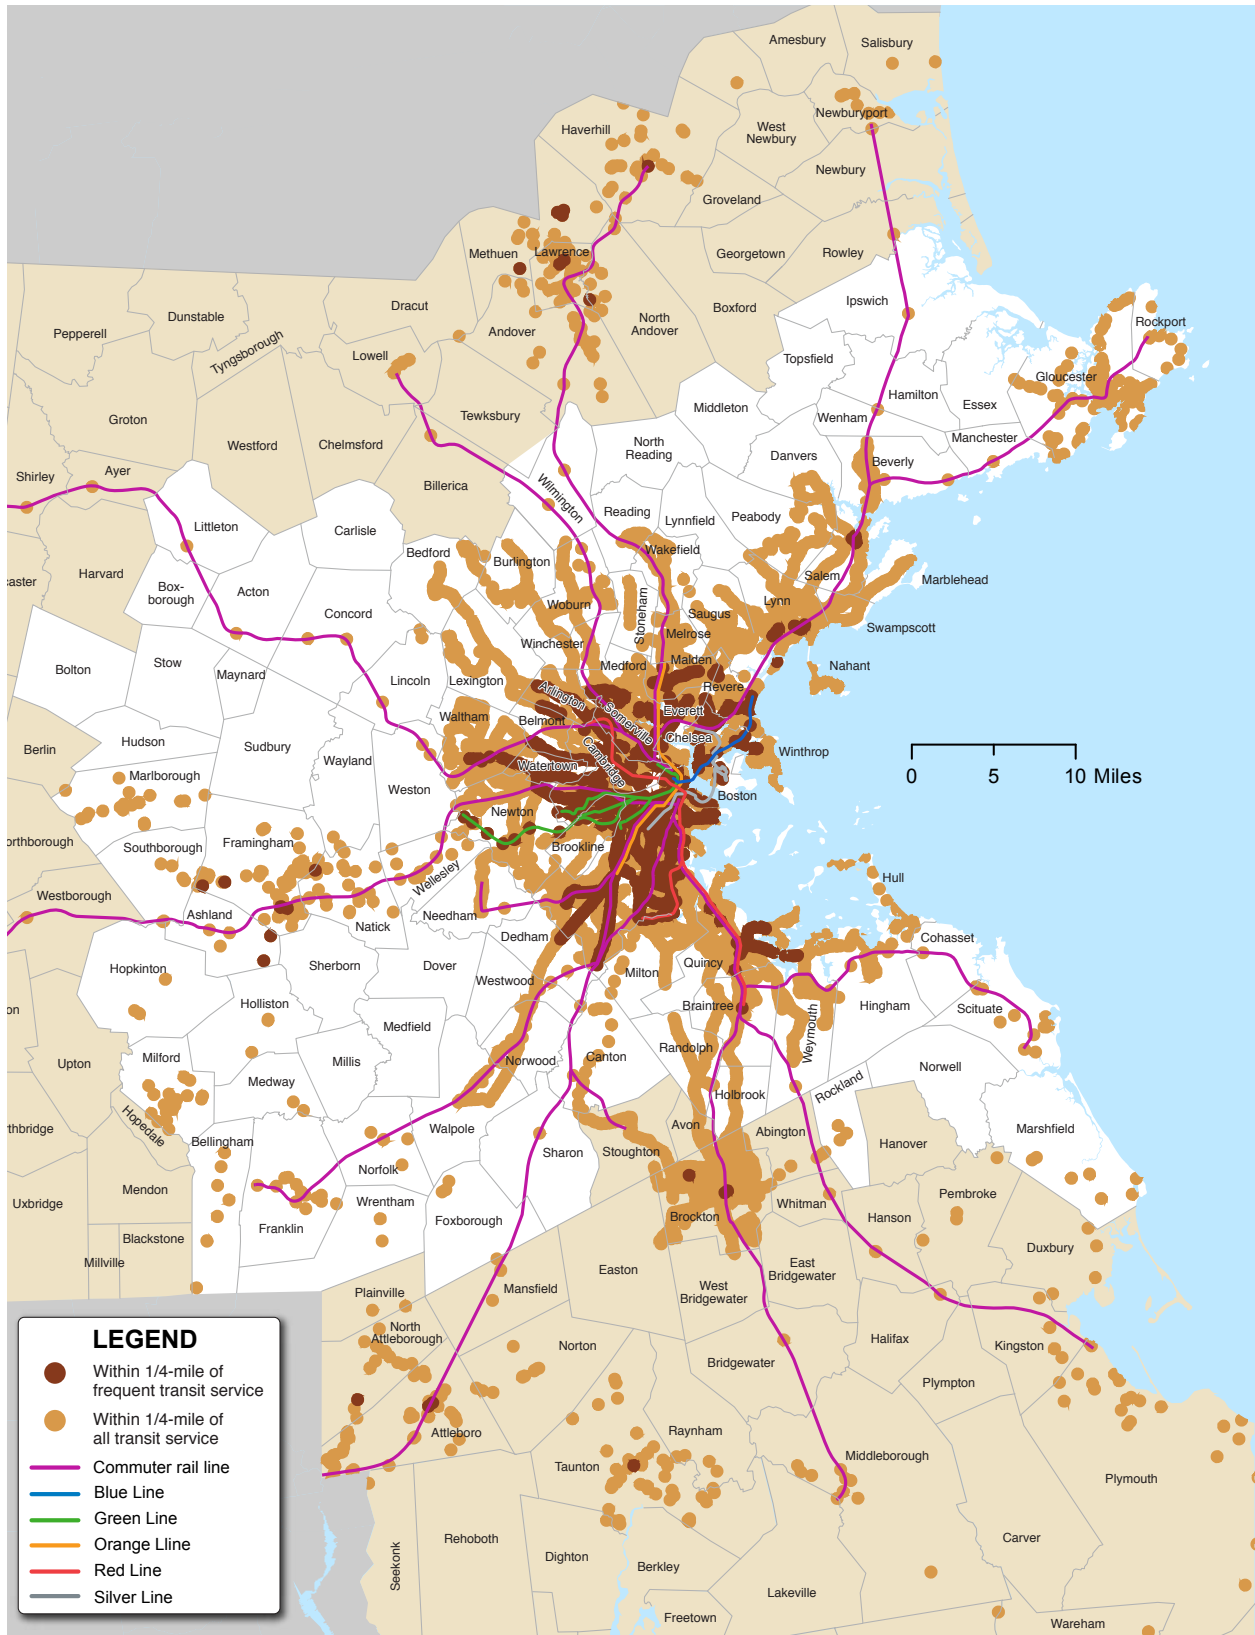 Amesbury
Salisbury
Newburyport
Haverhill
West
Newbury
Newbury
Groveland
Methuen
Lawrence
Georgetown
Rowley
Ipswich
Boxford
North
Andover
Andover
Dracut
Dunstable
Pepperell
Tyngsborough
Lowell
Rockport
Topsfield
Gloucester
Hamilton
Essex
Wenham
Manchester
Middleton
Tewksbury
Groton
Westford
Chelmsford
North
Reading
Danvers
Beverly
Shirley
Ayer
Billerica
Wilmington
Littleton
Carlisle
Reading
Lynnfield
Peabody
Bedford
Burlington
Wakefield
caster
Harvard
Box-
borough
Acton
Salem
Marblehead
Concord
Woburn
Stoneham
Saugus
Lynn
Swampscott
Winchester
Melrose
Bolton
Stow
Maynard
Lincoln
Lexington
Medford
Malden
Nahant
Arlington
Revere
Waltham
Belmont
Somerville
Everett
Chelsea
Berlin
Hudson
Sudbury
Wayland
Watertown
Cambridge
Winthrop
0 5 10 Miles
Marlborough
Weston
Boston
Newton
orthborough
Southborough
Framingham
Brookline
Wellesley
Hull
Westborough
Ashland
Natick
Needham
Dedham
Cohasset
Hopkinton
Sherborn
Dover
Westwood
Milton
Quincy
on
Holliston
Braintree
Hingham
Scituate
Medfield
Weymouth
Upton
Milford
Millis
Norwood
Canton
Randolph
Norwell
Medway
Holbrook
Rockland
thbridge
Hopedale
Bellingham
Walpole
Avon
Abington
Hanover
Marshfield
Sharon
Stoughton
Norfolk
Uxbridge
Mendon
Wrentham
Foxborough
Brockton
Whitman
Hanson
Pembroke
Franklin
Blackstone
Millville
Duxbury
Easton
West
Bridgewater
East
Bridgewater
Plainville
Mansfield
North
Attleborough
Norton
Bridgewater
Halifax
Kingston
Plympton
Attleboro
Raynham
Taunton
Middleborough
Plymouth
Rehoboth
Seekonk
Dighton
Berkley
Carver
Lakeville
Freetown
Wareham
LEGEND
Within 1/4-mile of
frequent transit service
Within 1/4-mile of
all transit service
Commuter rail line
Blue Line
Green Line
Orange Lline
Red Line
Silver Line